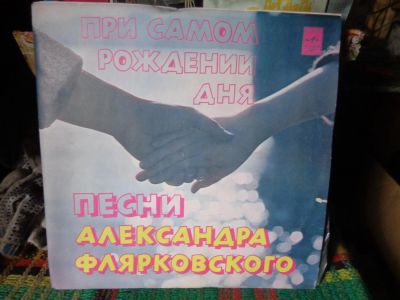 ПРИ САМОМ
РОЖДЕНИИ
ДНЯ
ПЕСНИ
АЛЕКСАНДРА
ФЛЯРКОВСКОГО